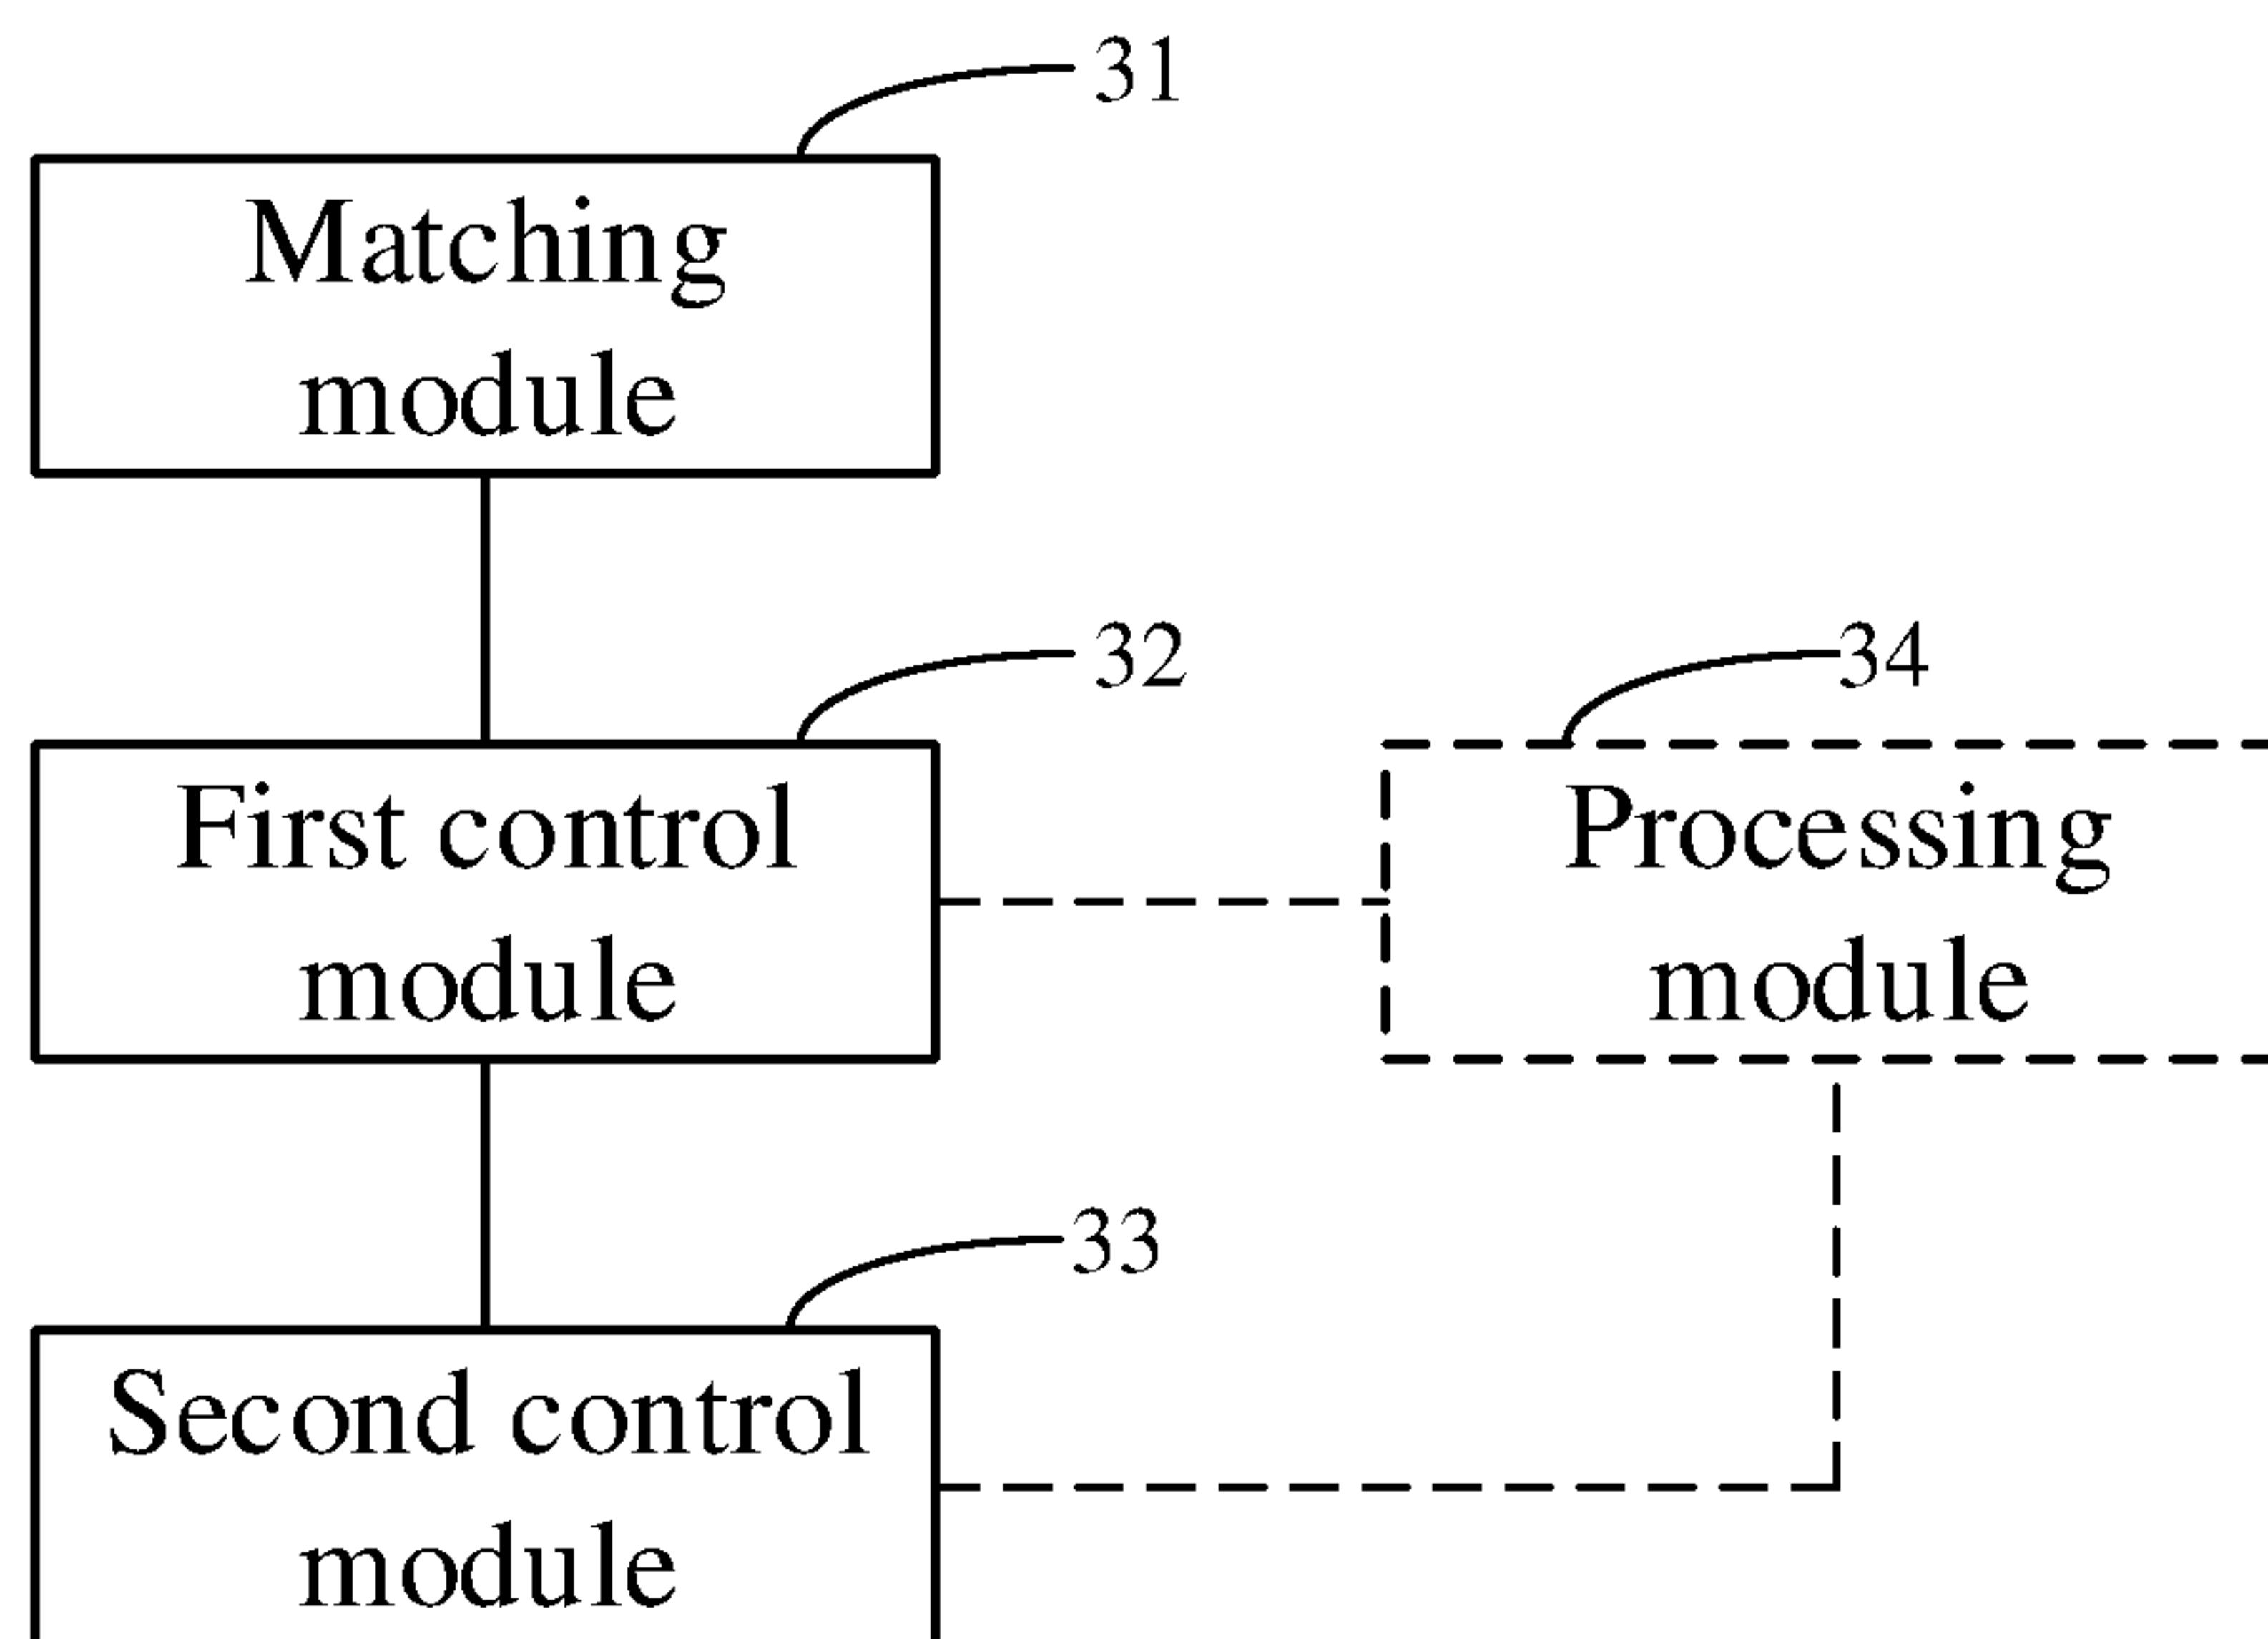 31
Matching
module
32
First control
module
34
Processing
module
33
Second control
module